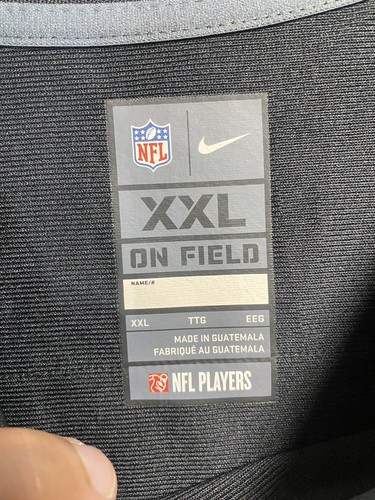 NFL
XXL
ON FIELD
NAME/#
XXL TTG EEG
MADE IN GUATEMALA
FABRIQUÉ AU GUATEMALA
NFL PLAYERS